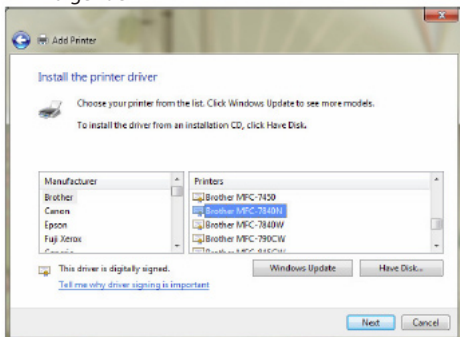 Add Printer
Install the printer driver
Choose your printer from the list. Click Windows Update to see more models.
To install the driver from an installation CD, click Have Disk.
Manufacturer
Printers
Brother
Canon
Epson
Fuji Xerox
Brother MFC-7450
Brother MFC-7840N
Brother MFC-7840W
Brother MFC-790CW
This driver is digitally signed.
Tell me why driver signing is important
Windows Update
Have Disk...
Next
Cancel